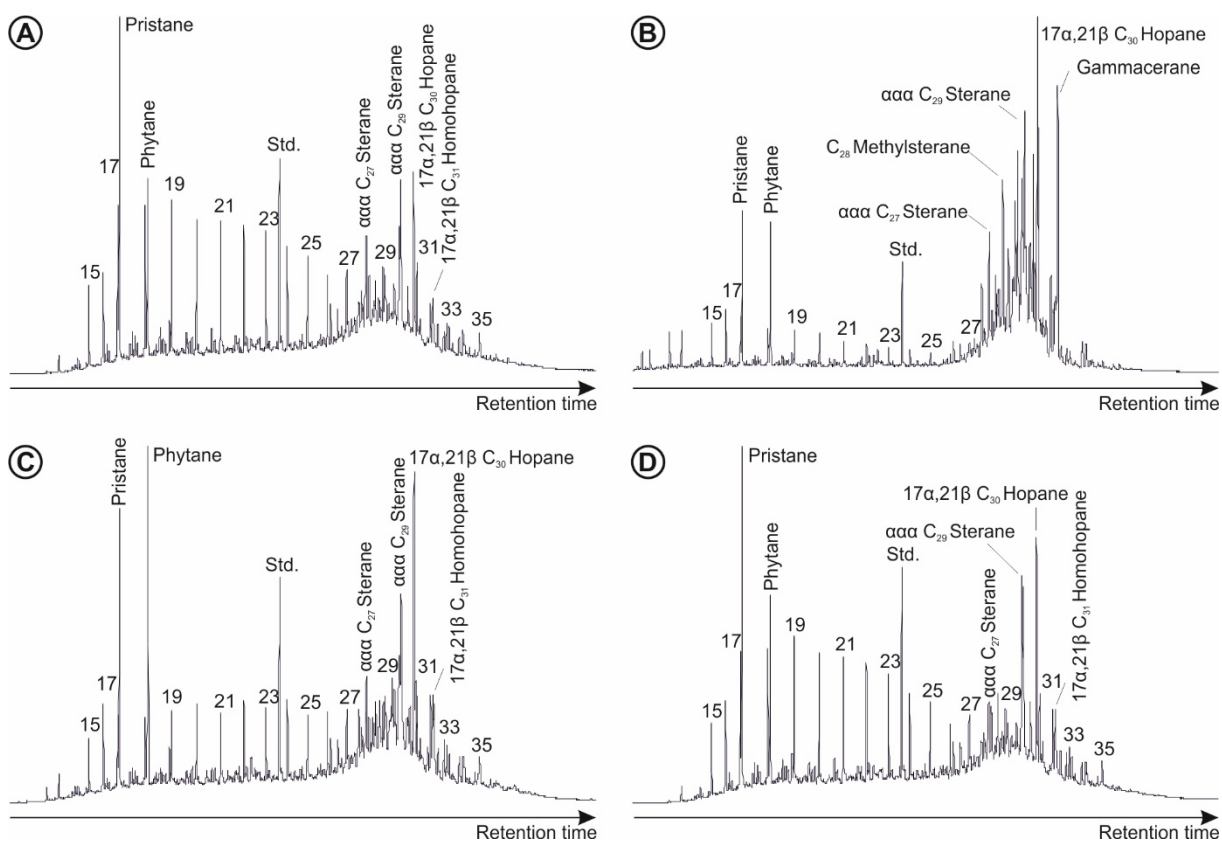 A
Pristane
17
Phytane
15
19
21
23
Std.
25
27
ααα C27 Sterane
29
ααα C29 Sterane
17α,21β C30 Hopane
17α,21β C31 Homohopane
31
33
35
Retention time
B
17α,21β C30 Hopane
Gammacerane
ααα C29 Sterane
C28 Methylsterane
ααα C27 Sterane
Pristane
Phytane
Std.
15
17
19
21
23
25
27
Retention time
C
Pristane
Phytane
17α,21β C30 Hopane
ααα C29 Sterane
17α,21β C31 Homohopane
Std.
ααα C27 Sterane
15
17
19
21
23
25
27
29
31
33
35
Retention time
D
Pristane
17α,21β C30 Hopane
ααα C29 Sterane
Std.
Phytane
17α,21β C31 Homohopane
ααα C27 Sterane
15
17
19
21
23
25
27
29
31
33
35
Retention time